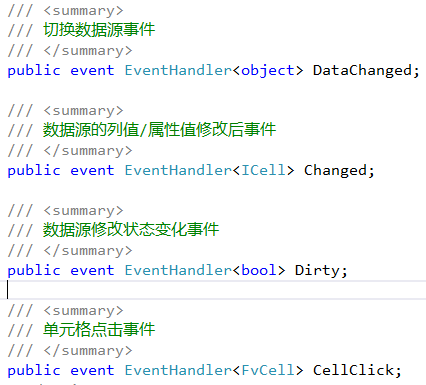 /// <summary>
/// 切换数据源事件
/// </summary>
public event EventHandler<object> DataChanged;
/// <summary>
/// 数据源的列值/属性值修改后事件
/// </summary>
public event EventHandler<ICell> Changed;
/// <summary>
/// 数据源修改状态变化事件
/// </summary>
public event EventHandler<bool> Dirty;
/// <summary>
/// 单元格点击事件
/// </summary>
public event EventHandler<FvCell> CellClick;